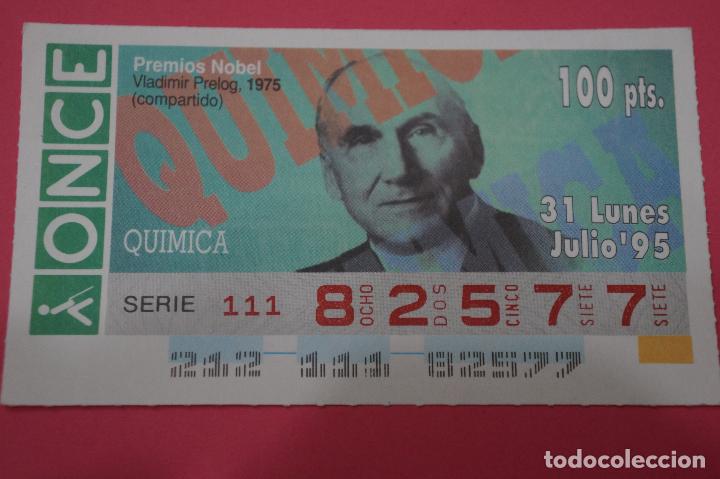 ONCE
QUIMICA
Premios Nobel
Vladimir Prelog, 1975
(compartido)
100 pts.
31 Lunes
Julio'95
QUIMICA
SERIE 111 8 OCHO 2 DOS 5 CINCO 7 SIETE 7 SIETE
212 111 82577
todocoleccion.net